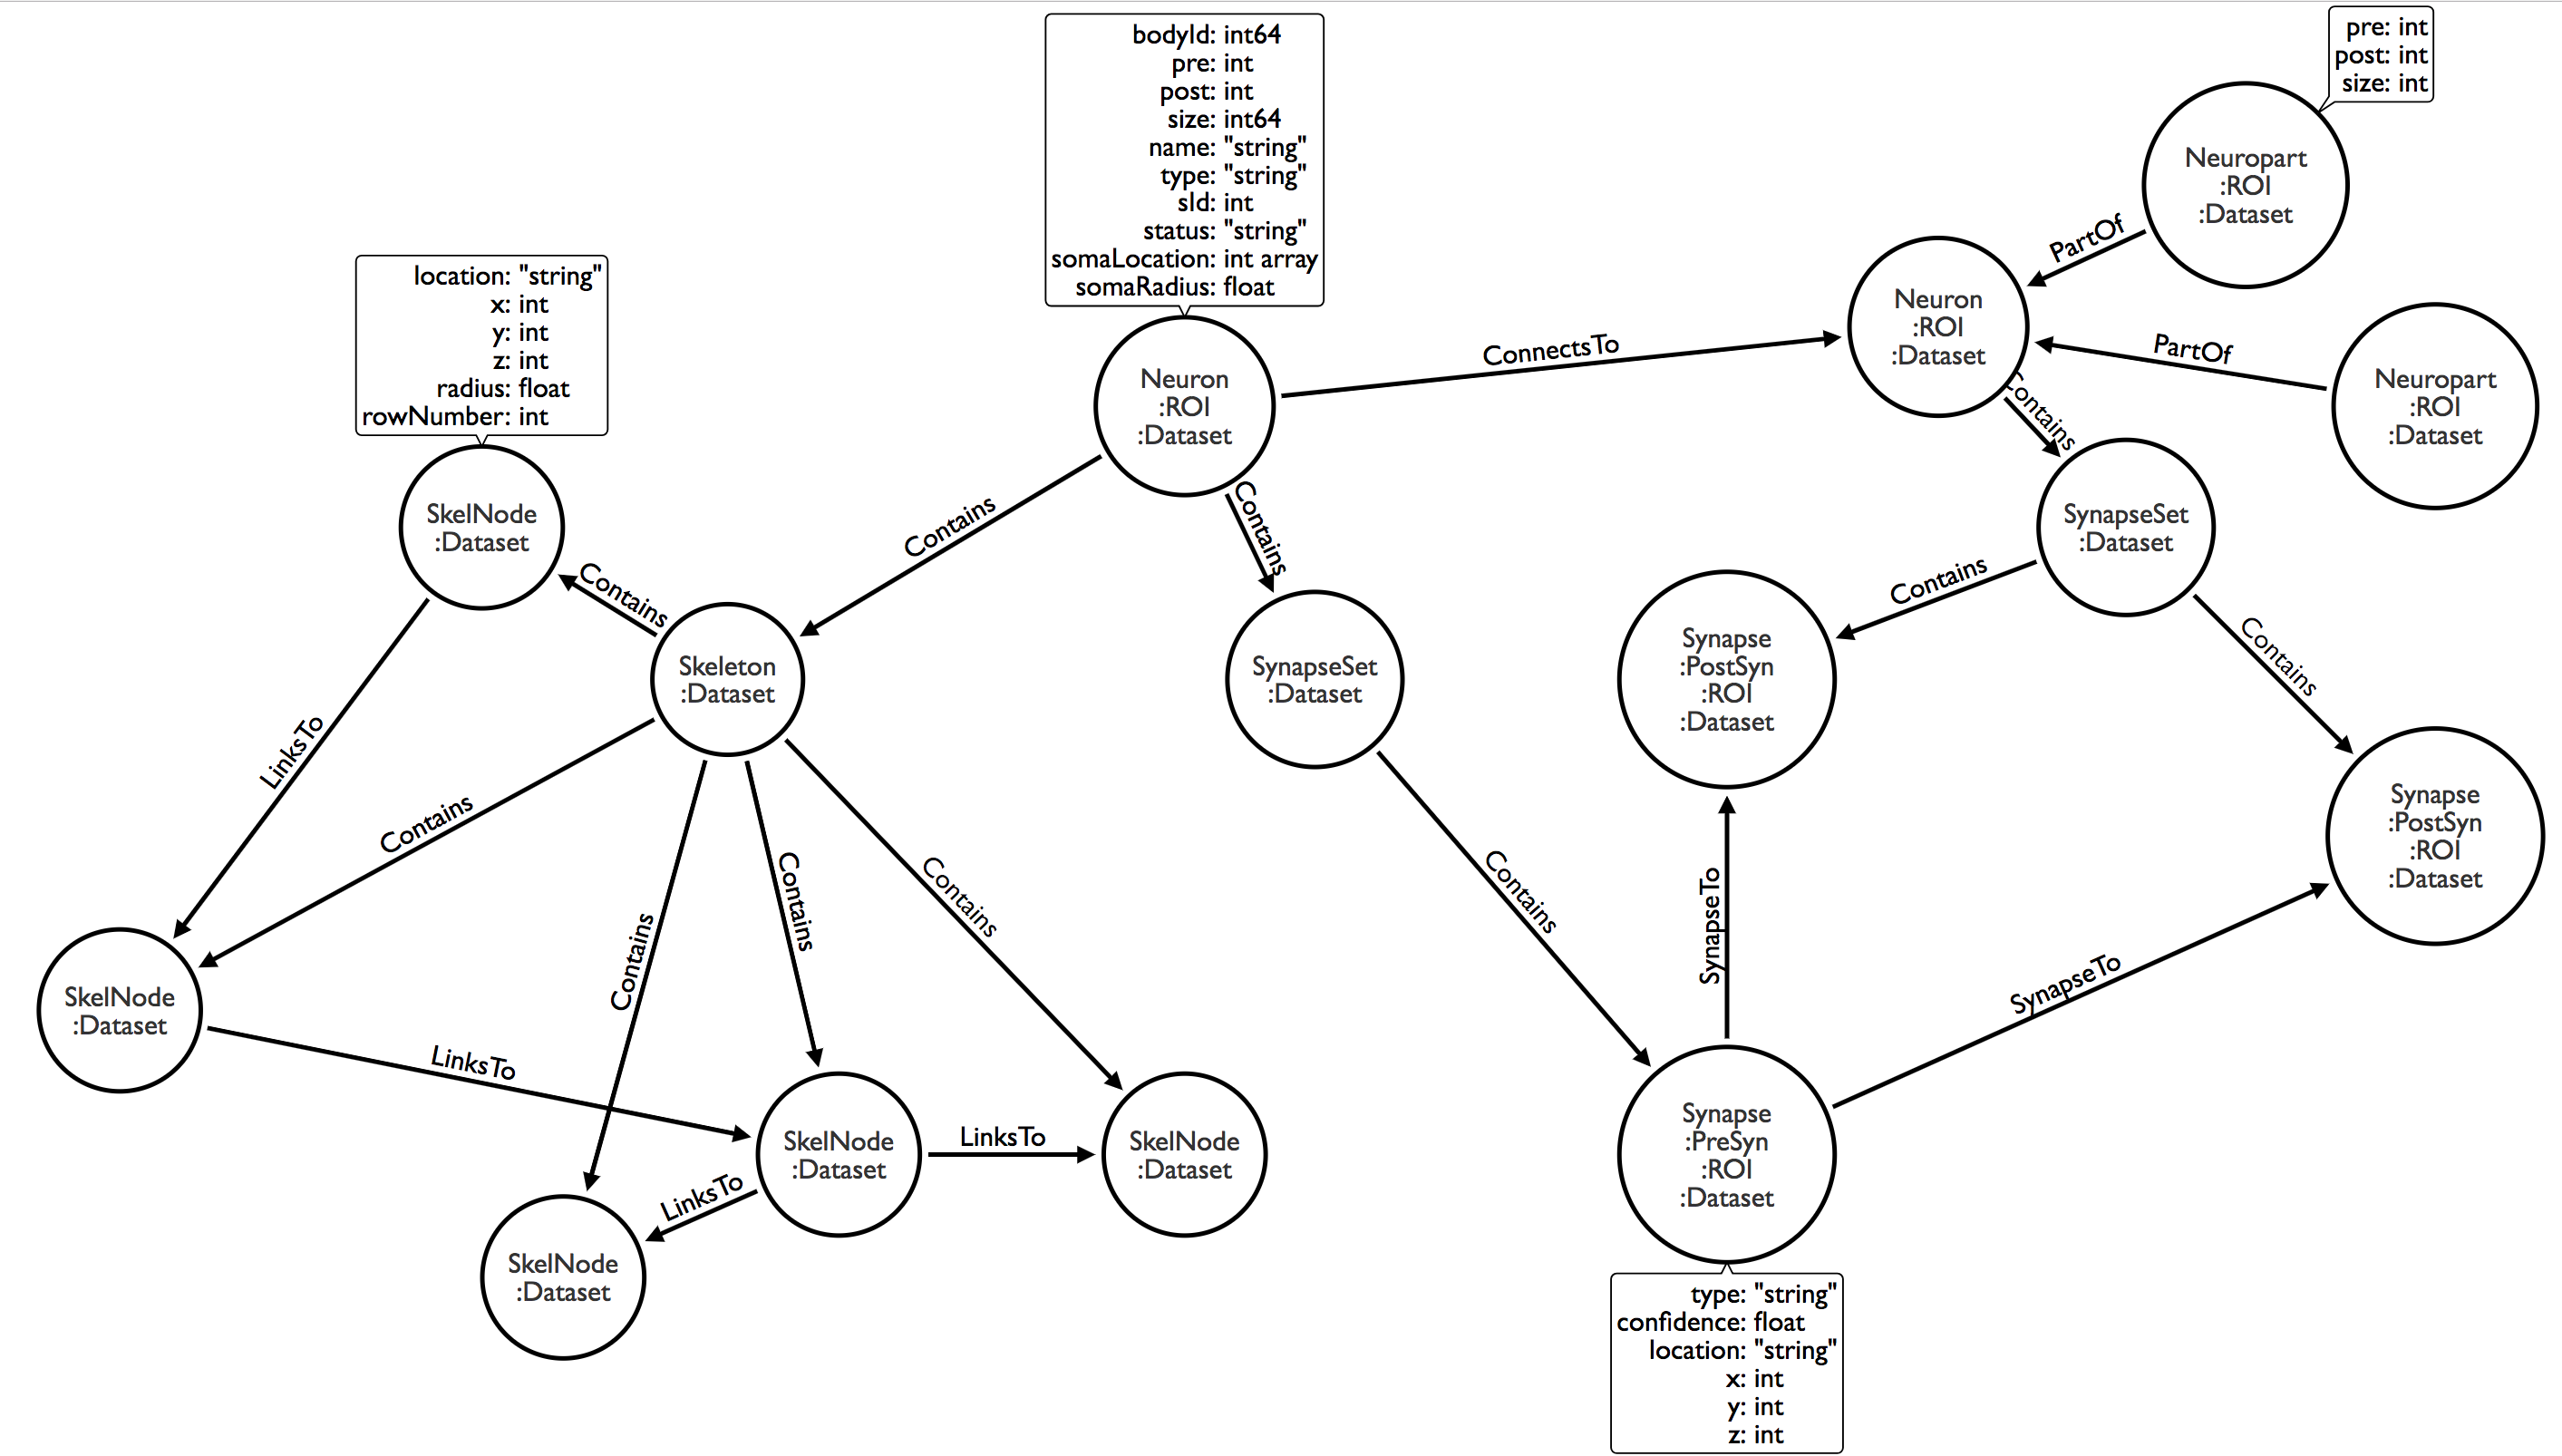 bodyId: int64
pre: int
post: int
size: int64
name: "string"
type: "string"
sId: int
status: "string"
somaLocation: int array
somaRadius: float
pre: int
post: int
size: int
Neuropart
:ROI
:Dataset
PartOf
Neuron
:ROI
:Dataset
PartOf
Neuropart
:ROI
:Dataset
ConnectsTo
Neuron
:ROI
:Dataset
location: "string"
x: int
y: int
z: int
radius: float
rowNumber: int
SkelNode
:Dataset
Contains
Contains
Contains
Contains
SynapseSet
:Dataset
Skeleton
:Dataset
SynapseSet
:Dataset
Contains
Synapse
:PostSyn
:ROI
:Dataset
Contains
LinksTo
Contains
Contains
Contains
Contains
Contains
SynapseTo
Synapse
:PostSyn
:ROI
:Dataset
SynapseTo
SkelNode
:Dataset
LinksTo
SkelNode
:Dataset
LinksTo
SkelNode
:Dataset
LinksTo
SkelNode
:Dataset
Synapse
:PreSyn
:ROI
:Dataset
type: "string"
confidence: float
location: "string"
x: int
y: int
z: int